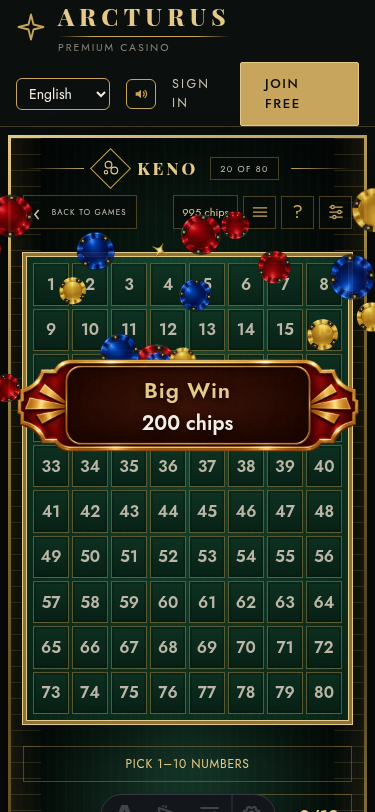 ARCTURUS
PREMIUM CASINO
English
SIGN IN
JOIN FREE
KENO
20 OF 80
BACK TO GAMES
995 chips
?
1 2 3 4 5 6 7 8
9 10 11 12 13 14 15
Big Win
200 chips
33 34 35 36 37 38 39 40
41 42 43 44 45 46 47 48
49 50 51 52 53 54 55 56
57 58 59 60 61 62 63 64
65 66 67 68 69 70 71 72
73 74 75 76 77 78 79 80
PICK 1–10 NUMBERS